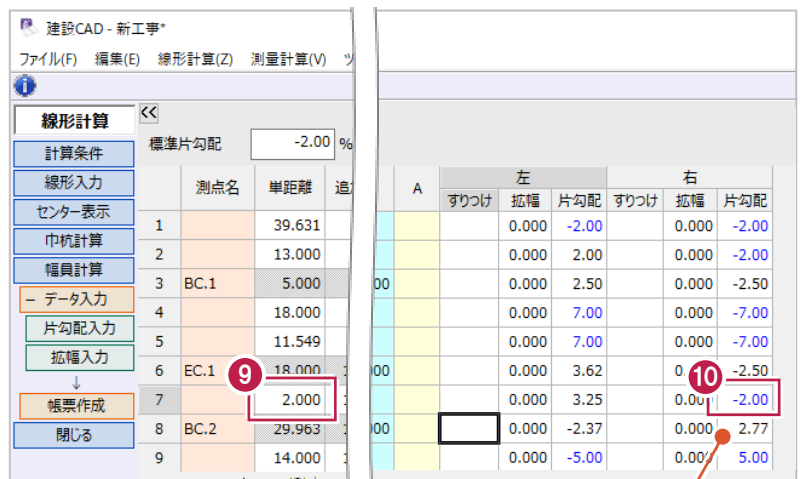 建設CAD - 新工事*
ファイル(F) 編集(E) 線形計算(Z) 測量計算(V)
線形計算
計算条件
線形入力
センター表示
巾杭計算
幅員計算
− データ入力
片勾配入力
拡幅入力
↓
帳票作成
閉じる
<<
標準片勾配 -2.00 %
測点名 単距離 A 左 右
すりつけ 拡幅 片勾配 すりつけ 拡幅 片勾配
1 39.631 0.000 -2.00 0.000 -2.00
2 13.000 0.000 2.00 0.000 -2.00
3 BC.1 5.000 00 0.000 2.50 0.000 -2.50
4 18.000 0.000 7.00 0.000 -7.00
5 11.549 0.000 7.00 0.000 -7.00
6 EC.1 18.000 00 0.000 3.62 -2.50
9
10
7 2.000 0.000 3.25 -2.00
8 BC.2 29.963 00 0.000 -2.37 0.000 2.77
9 14.000 0.000 -5.00 5.00